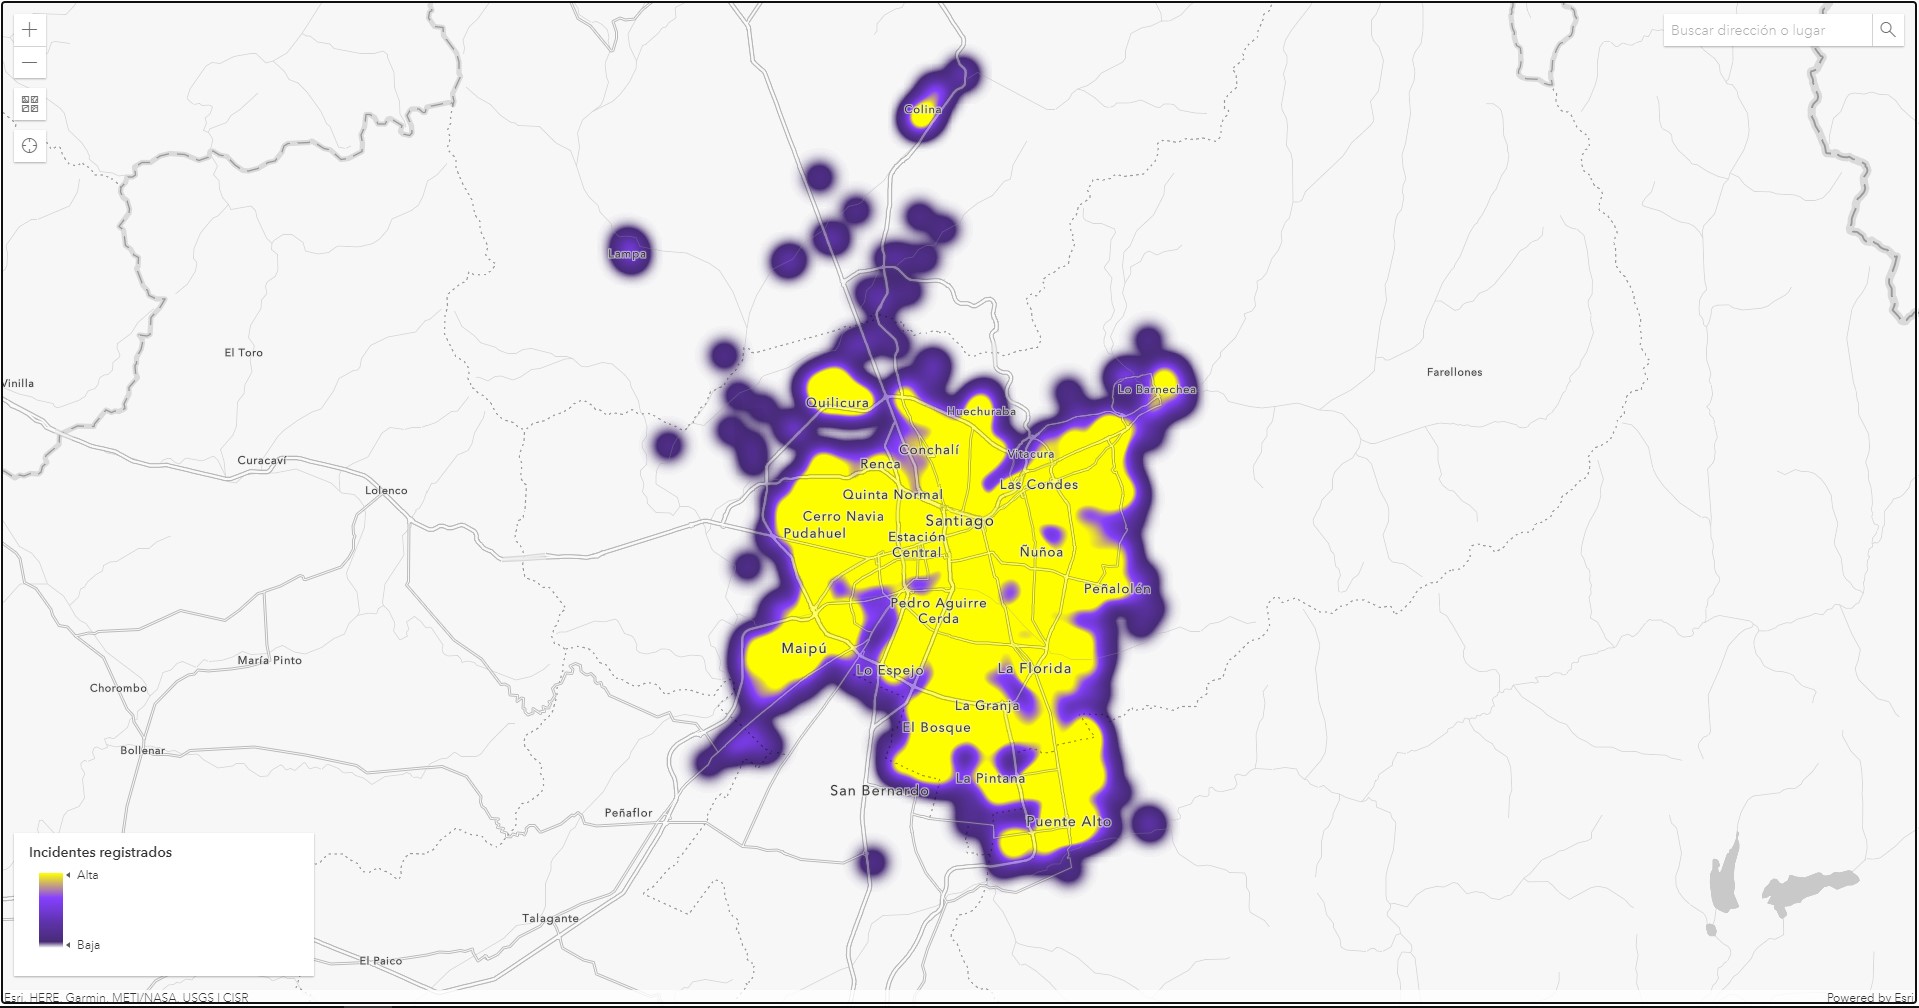 Buscar dirección o lugar
Colina
Lampa
El Toro
Farellones
Vinilla
Lo Barnechea
Quilicura
Huechuraba
Conchalí
Vitacura
Curacaví
Renca
Las Condes
Lolenco
Quinta Normal
Cerro Navia
Santiago
Pudahuel
Estación
Central
Ñuñoa
Peñalolén
Pedro Aguirre
Cerda
Maipú
María Pinto
Lo Espejo
La Florida
Chorombo
La Granja
El Bosque
Bollenar
La Pintana
San Bernardo
Peñaflor
Puente Alto
Incidentes registrados
Alta
Baja
Talagante
El Paico
Esri, HERE, Garmin, METI/NASA, USGS | CISR
Powered by Esri